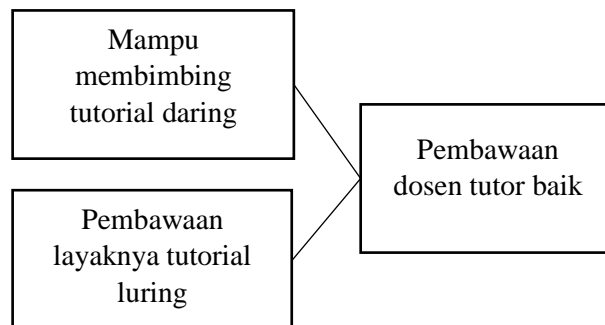 Mampu
membimbing
tutorial daring
Pembawaan
layaknya tutorial
luring
Pembawaan
dosen tutor baik